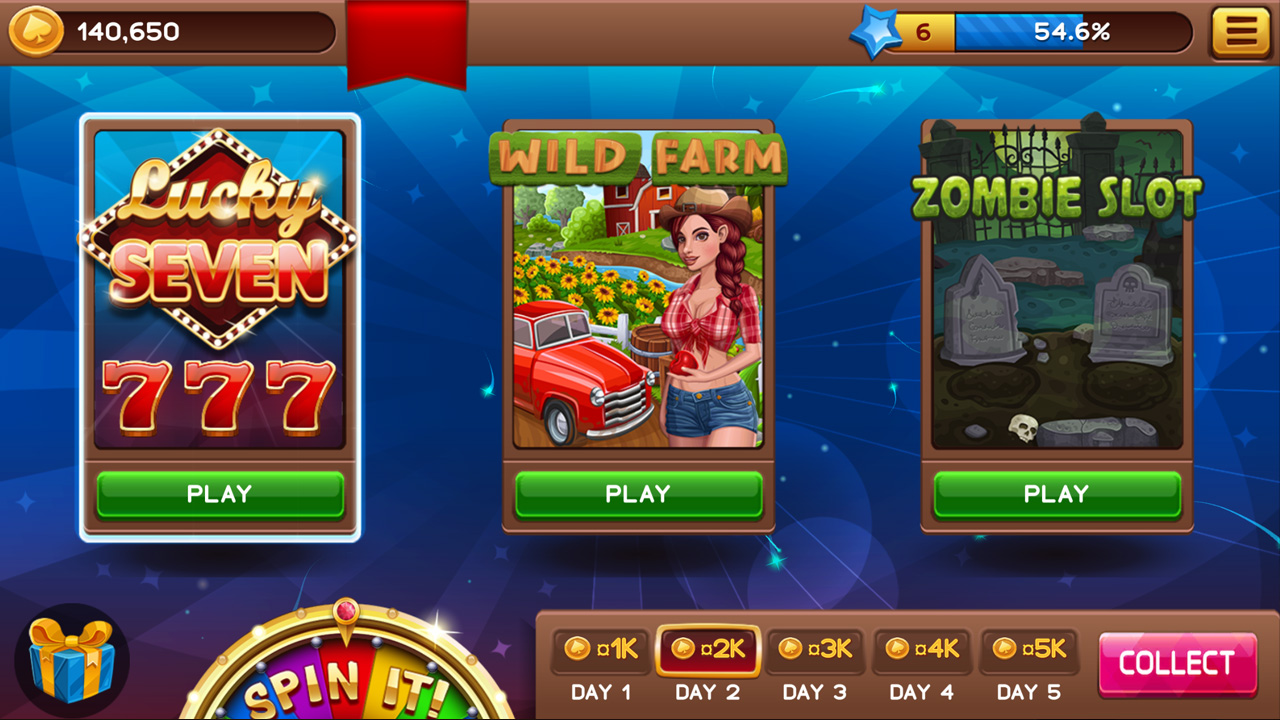 140,650
6
54.6%
Lucky
SEVEN
777
PLAY
WILD FARM
PLAY
ZOMBIE SLOT
PLAY
SPIN IT!
¤1K
DAY 1
¤2K
DAY 2
¤3K
DAY 3
¤4K
DAY 4
¤5K
DAY 5
COLLECT